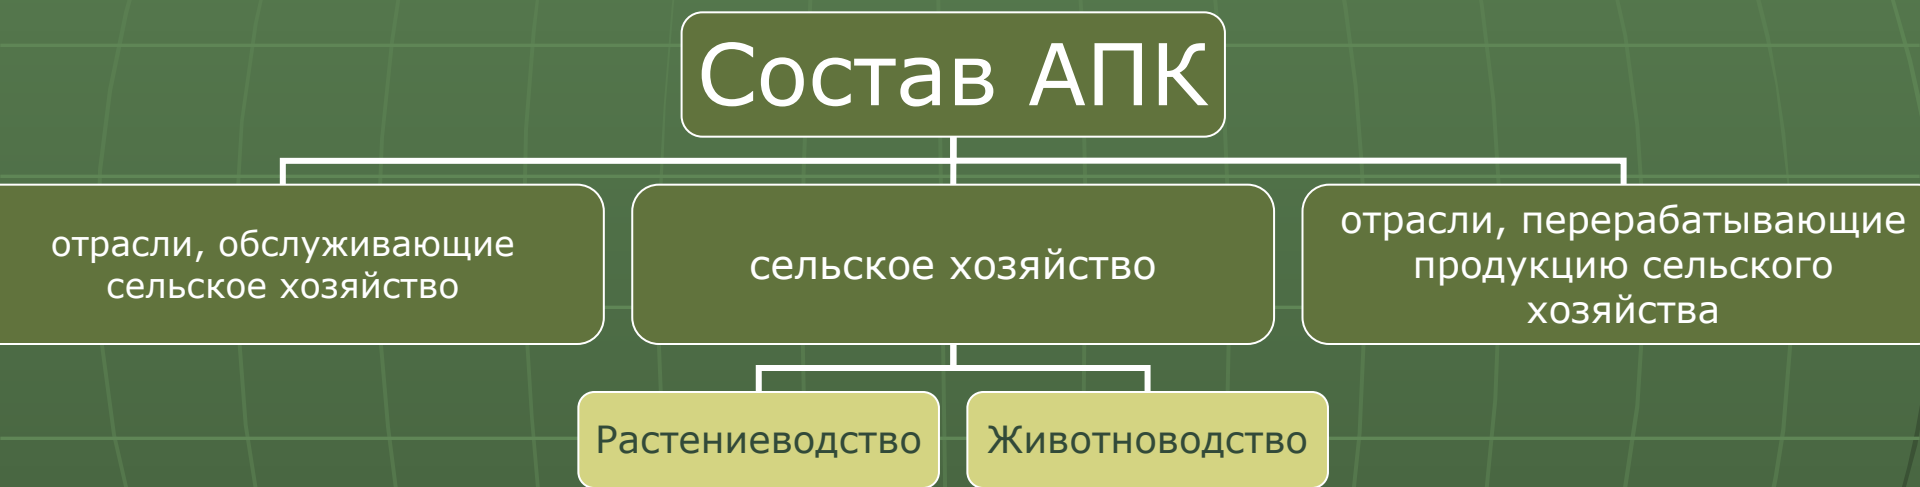 Состав АПК
отрасли, обслуживающие
сельское хозяйство
сельское хозяйство
отрасли, перерабатывающие
продукцию сельского
хозяйства
Растениеводство
Животноводство